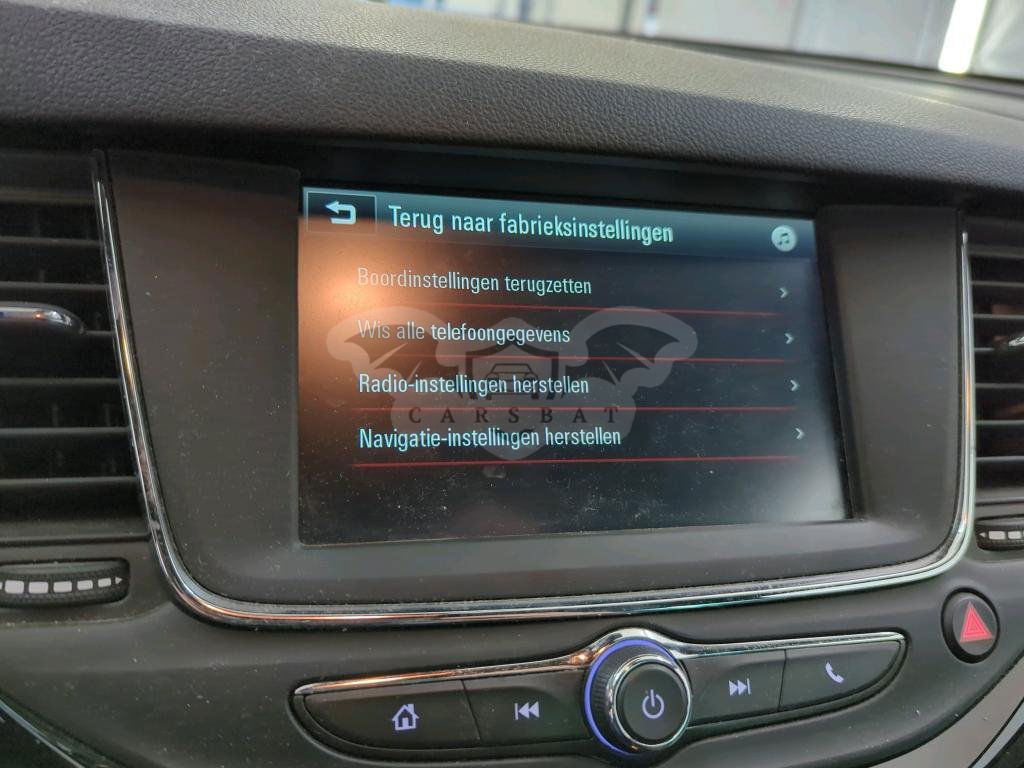 Terug naar fabrieksinstellingen
Boordinstellingen terugzetten
Wis alle telefoongegevens
Radio-instellingen herstellen
CARSBAT
Navigatie-instellingen herstellen